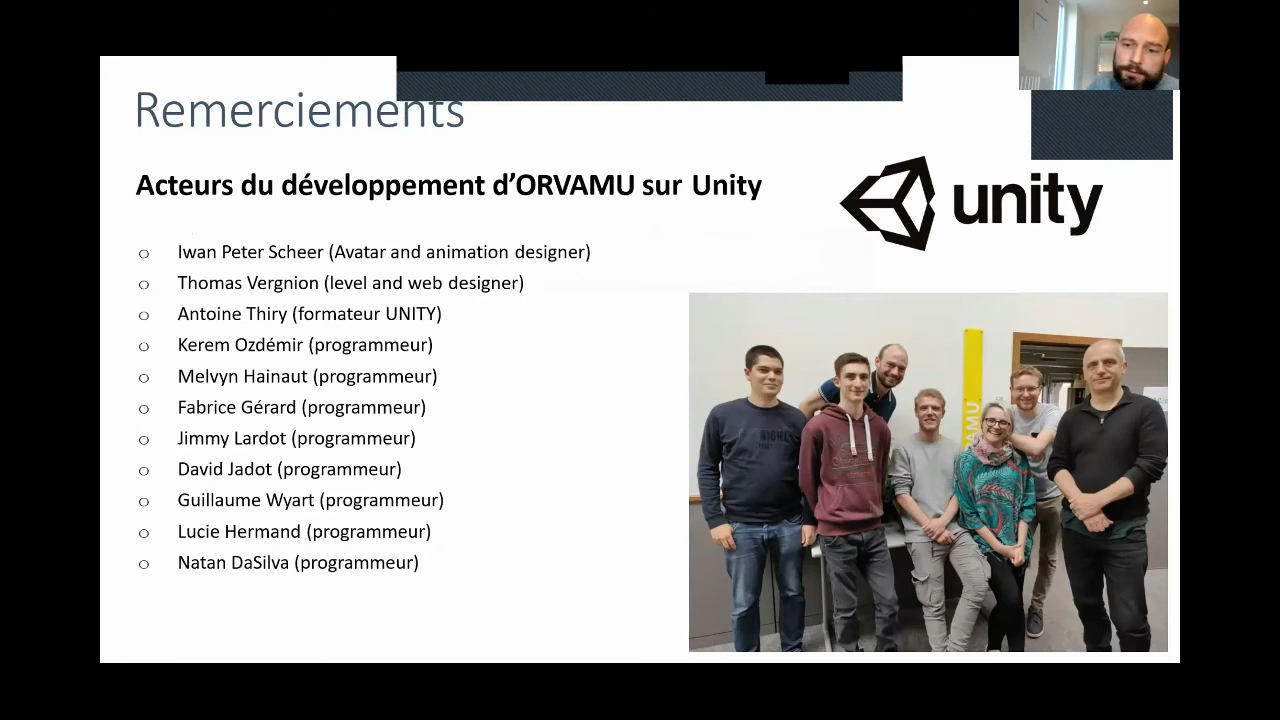 Remerciements
Acteurs du développement d'ORVAMU sur Unity
unity
o Iwan Peter Scheer (Avatar and animation designer)
o Thomas Vergnion (level and web designer)
o Antoine Thiry (formateur UNITY)
o Kerem Ozdémir (programmeur)
o Melvyn Hainaut (programmeur)
o Fabrice Gérard (programmeur)
o Jimmy Lardot (programmeur)
o David Jadot (programmeur)
o Guillaume Wyart (programmeur)
o Lucie Hermand (programmeur)
o Natan DaSilva (programmeur)